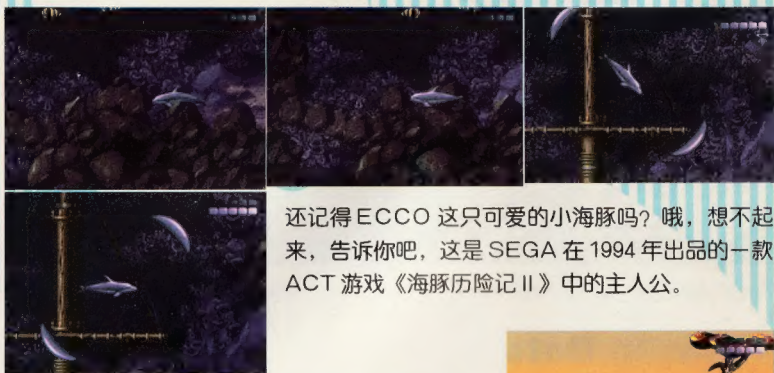 还记得ECCO 这只可爱的小海豚吗？哦，想不起
来，告诉你吧，这是SEGA在1994年出品的一款
ACT游戏《海豚历险记II》中的主人公。